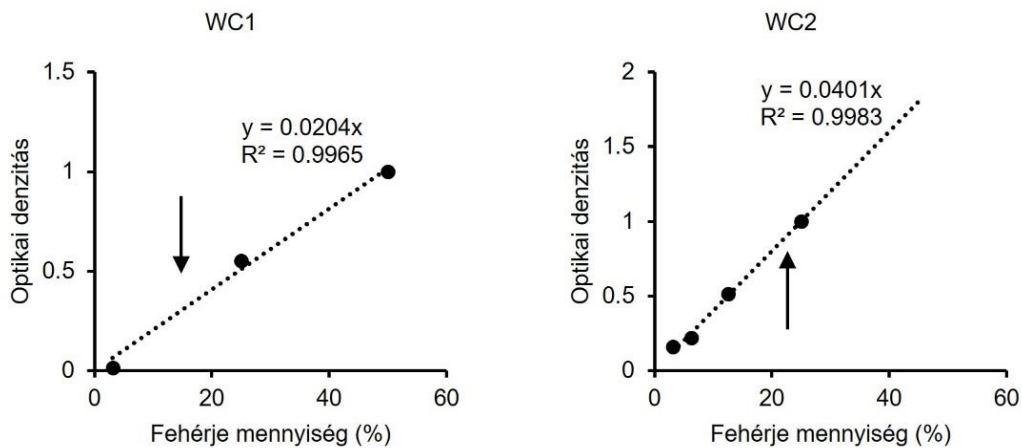 WC1
1.5
1
0.5
0
y = 0.0204x
R² = 0.9965
Optikai denzitás
0 20 40 60
Fehérje mennyiség (%)
WC2
2
1.5
1
0.5
0
y = 0.0401x
R² = 0.9983
Optikai denzitás
0 20 40 60
Fehérje mennyiség (%)